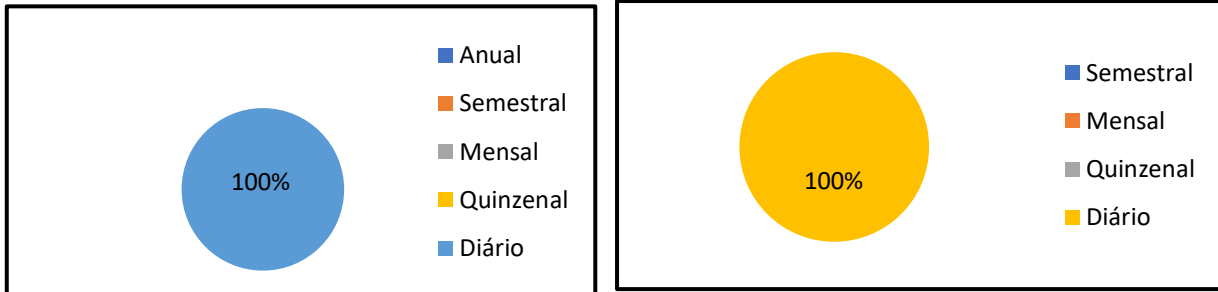 Anual
Semestral
Mensal
Quinzenal
Diário
100%
Semestral
Mensal
Quinzenal
Diário
100%